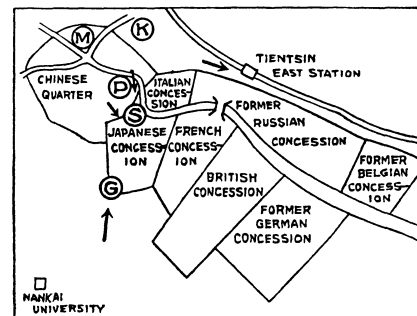 M
K
TIENTSIN
EAST STATION
CHINESE
QUARTER
P
ITALIAN
CONCES-
SION
S
FORMER
RUSSIAN
CONCESSION
JAPANESE
CONCESS-
ION
FRENCH
CONCESS-
ION
FORMER
BELGIAN
CONCESS-
ION
BRITISH
CONCESSION
G
FORMER
GERMAN
CONCESSION
NANKAI
UNIVERSITY